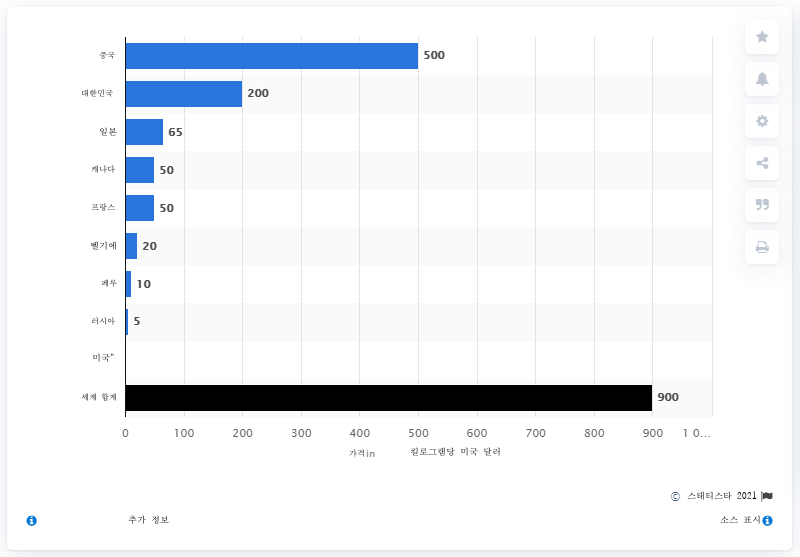 중국 500
대한민국 200
일본 65
캐나다 50
프랑스 50
벨기에 20
페루 10
러시아 5
미국"
세계 합계 900
0 100 200 300 400 500 600 700 800 900 1 0...
가격in 킬로그램당 미국 달러
© 스태티스타 2021
추가 정보 소스 표시